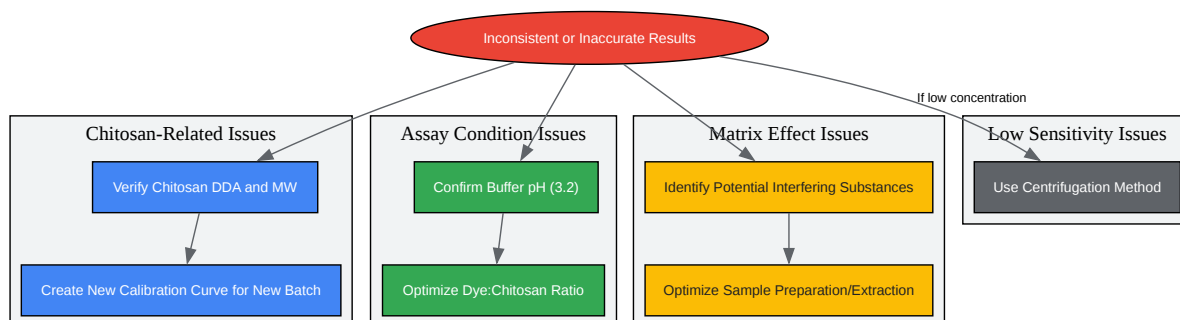 Inconsistent or Inaccurate Results
If low concentration
Chitosan-Related Issues
Assay Condition Issues
Matrix Effect Issues
Low Sensitivity Issues
Verify Chitosan DDA and MW
Confirm Buffer pH (3.2)
Identify Potential Interfering Substances
Use Centrifugation Method
Create New Calibration Curve for New Batch
Optimize Dye:Chitosan Ratio
Optimize Sample Preparation/Extraction